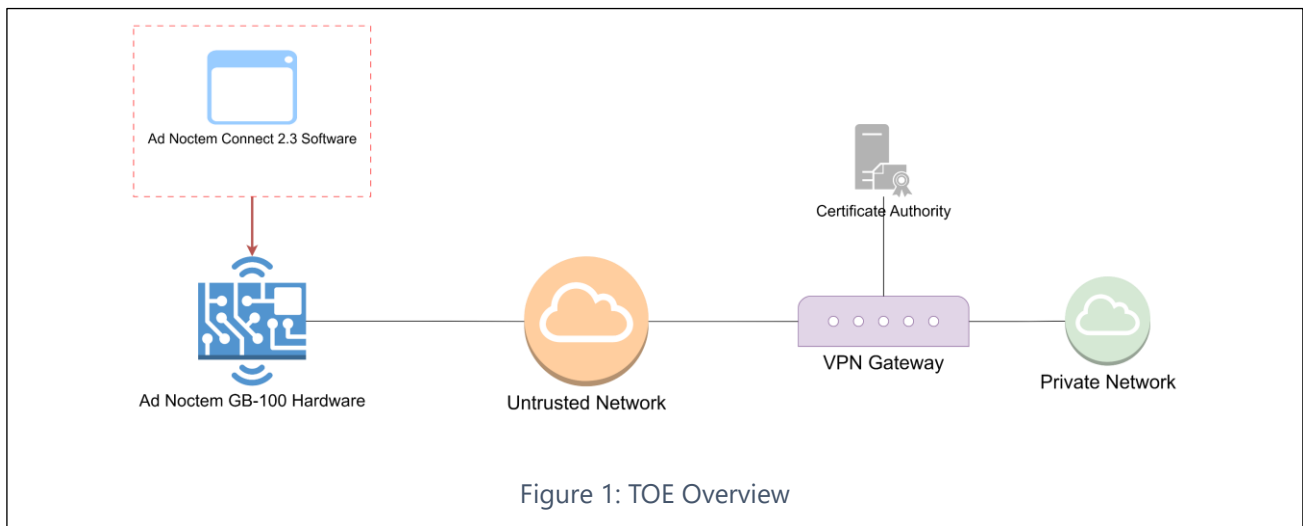 Ad Noctem Connect 2.3 Software
Certificate Authority
Ad Noctem GB-100 Hardware
Untrusted Network
VPN Gateway
Private Network
Figure 1: TOE Overview